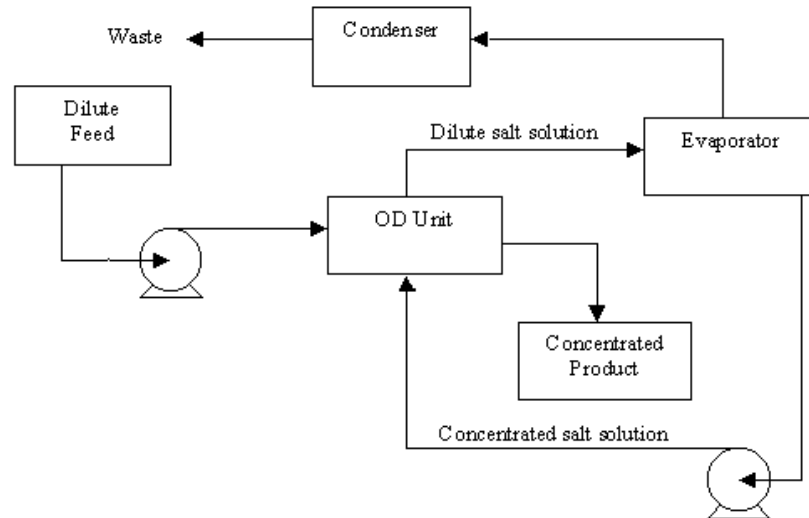 Condenser
Waste
Dilute
Feed
Dilute salt solution
Evaporator
OD Unit
Concentrated
Product
Concentrated salt solution